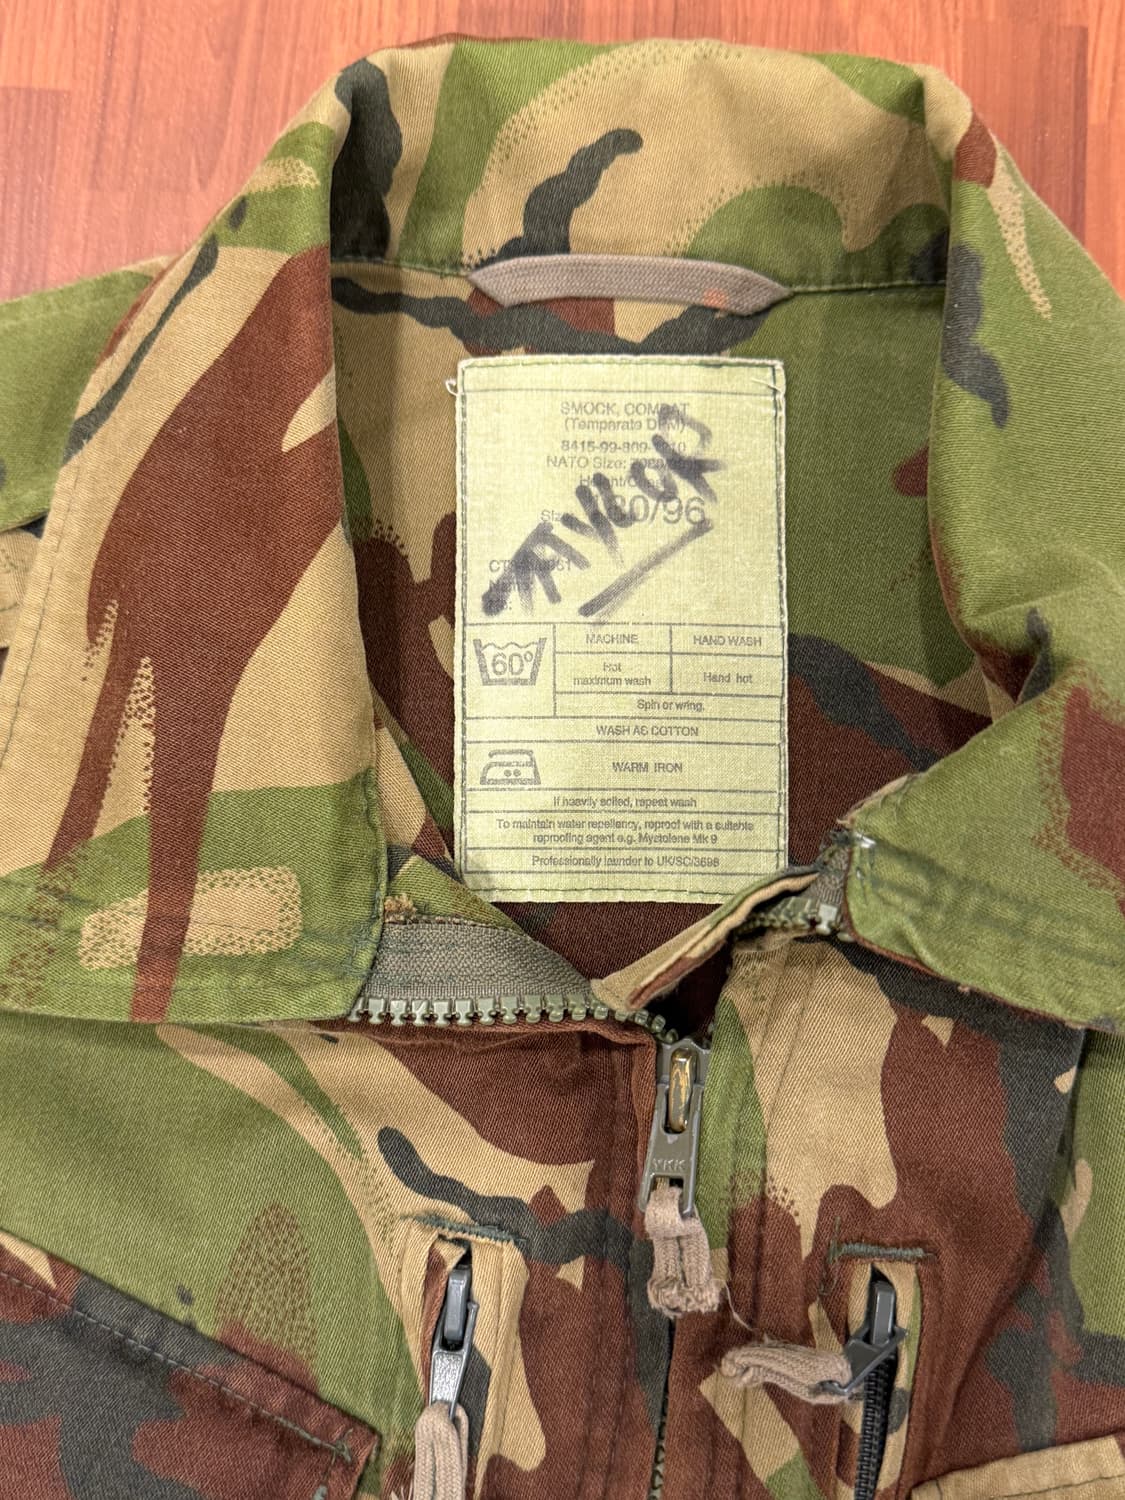 SMOCK, COMBAT
(Temperate DPM)
NATO Size:
TAYLOR
60°
MACHINE
HAND WASH
Hot
maximum wash
Hand hot
Spin or wring.
WASH AS COTTON
WARM IRON
If heavily soiled, repeat wash
To maintain water repellency, reproof with a suitable
reproofing agent e.g. Mystolene Mk 9
Professionally launder to UK/SC/3698
YKK